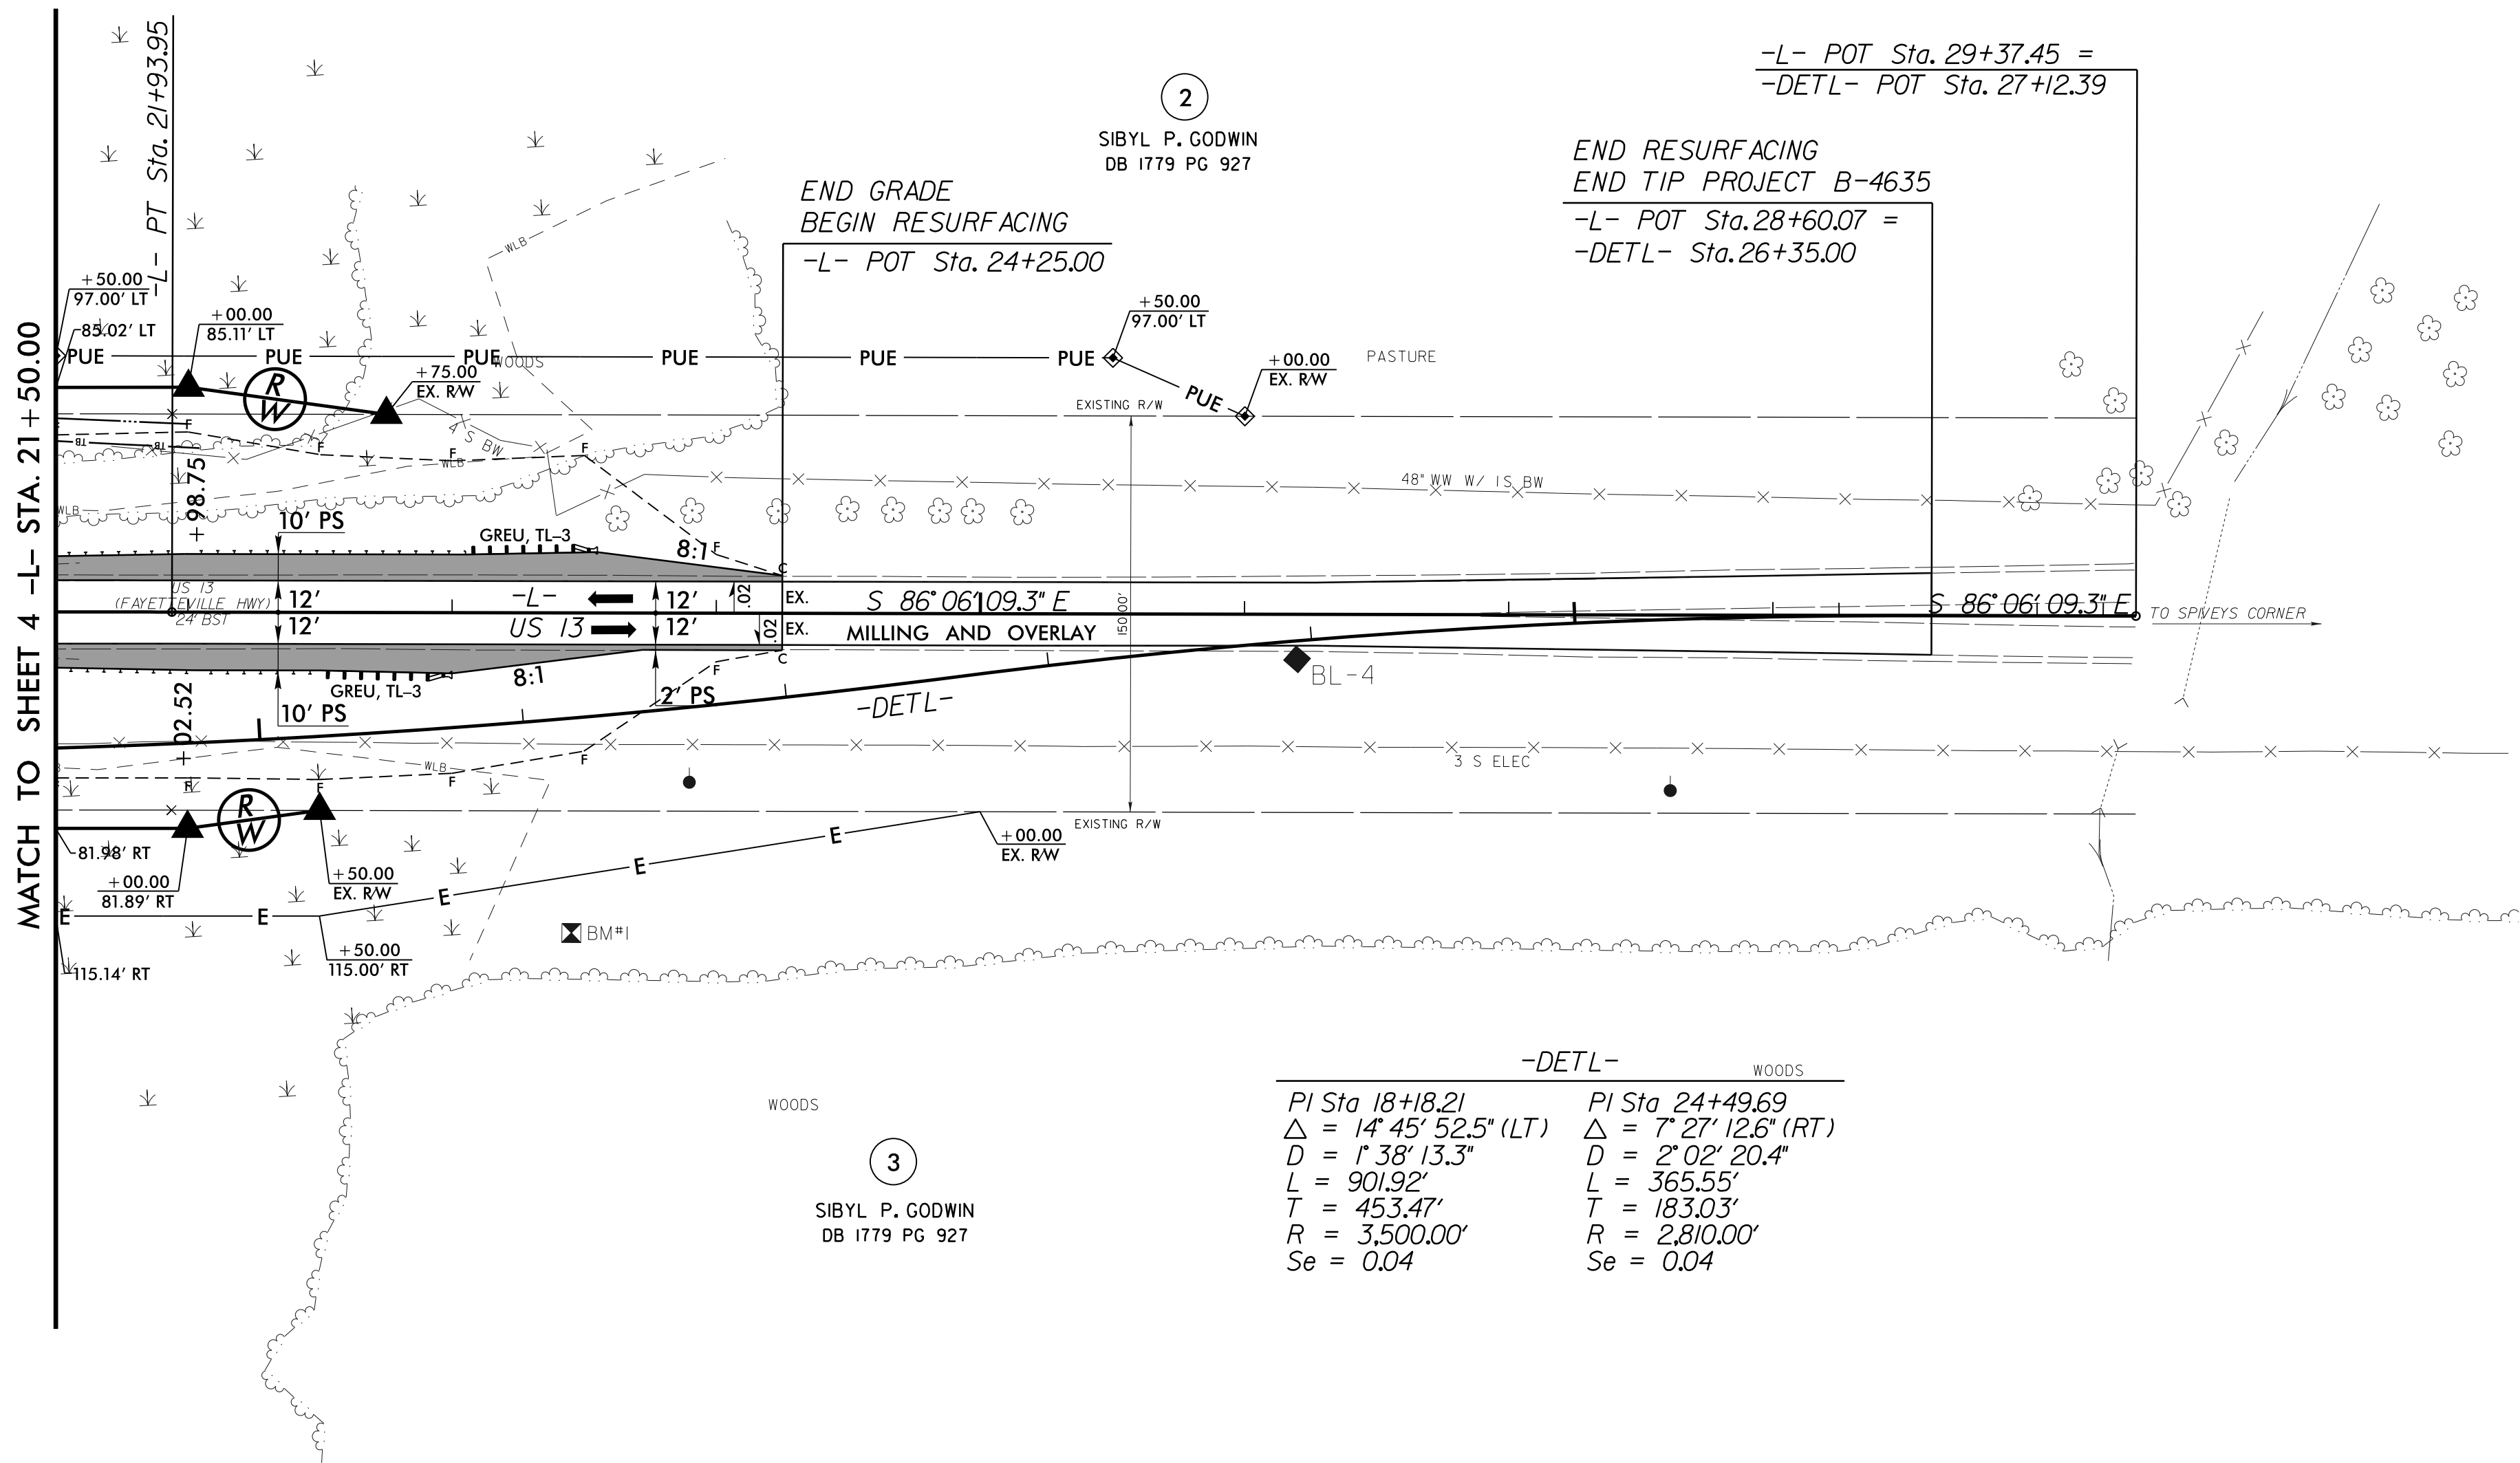 MATCH TO SHEET 4 -L- STA. 21+50.00
-L- PT Sta. 21+93.95
-L- POT Sta. 29+37.45 =
-DETL- POT Sta. 27+12.39
2
SIBYL P. GODWIN
DB 1779 PG 927
END RESURFACING
END TIP PROJECT B-4635
-L- POT Sta. 28+60.07 =
-DETL- Sta. 26+35.00
END GRADE
BEGIN RESURFACING
-L- POT Sta. 24+25.00
WLB
+50.00
97.00' LT
85.02' LT
+00.00
85.11' LT
+50.00
97.00' LT
PUE PUE PUE PUE PUE PUE
WOODS
PASTURE
+00.00
EX. R/W
+75.00
EX. R/W
PUE
R/W
EXISTING R/W
F
F
F
F
F
TB
TB
4 S BW
WLB
48" WW W/ 1S BW
+98.75
WLB
10' PS
GREU, TL-3
8:1
F
C
US 13
(FAYETTEVILLE HWY)
24' BST
12'
12'
-L-
US 13
12'
12'
.02
.02
EX.
EX.
S 86° 06' 09.3" E
S 86° 06' 09.3" E
MILLING AND OVERLAY
150.00'
TO SPIVEYS CORNER
BL-4
C
F
8:1
GREU, TL-3
10' PS
2' PS
-DETL-
+02.52
WLB
F
F
F
F
3 S ELEC
R/W
EXISTING R/W
81.98' RT
+00.00
81.89' RT
+50.00
EX. R/W
+00.00
EX. R/W
E E E E E
BM#1
+50.00
115.00' RT
115.14' RT
-DETL-
WOODS
PI Sta 18+18.21
Δ = 14° 45' 52.5" (LT)
D = 1° 38' 13.3"
L = 901.92'
T = 453.47'
R = 3,500.00'
Se = 0.04
PI Sta 24+49.69
Δ = 7° 27' 12.6" (RT)
D = 2° 02' 20.4"
L = 365.55'
T = 183.03'
R = 2,810.00'
Se = 0.04
WOODS
3
SIBYL P. GODWIN
DB 1779 PG 927